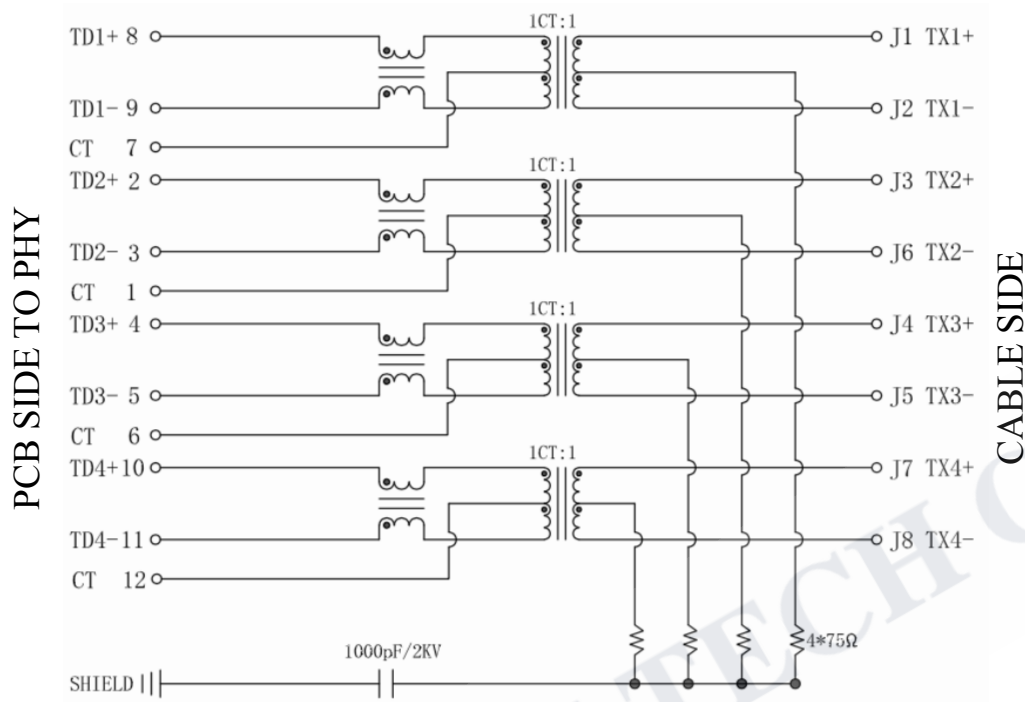 1CT:1
TD1+ 8
J1 TX1+
TD1- 9
J2 TX1-
CT 7
1CT:1
TD2+ 2
J3 TX2+
PCB SIDE TO PHY
TD2- 3
J6 TX2-
CABLE SIDE
CT 1
1CT:1
TD3+ 4
J4 TX3+
TD3- 5
J5 TX3-
CT 6
1CT:1
TD4+ 10
J7 TX4+
TD4- 11
J8 TX4-
CT 12
4*75Ω
1000pF/2KV
SHIELD
TECH